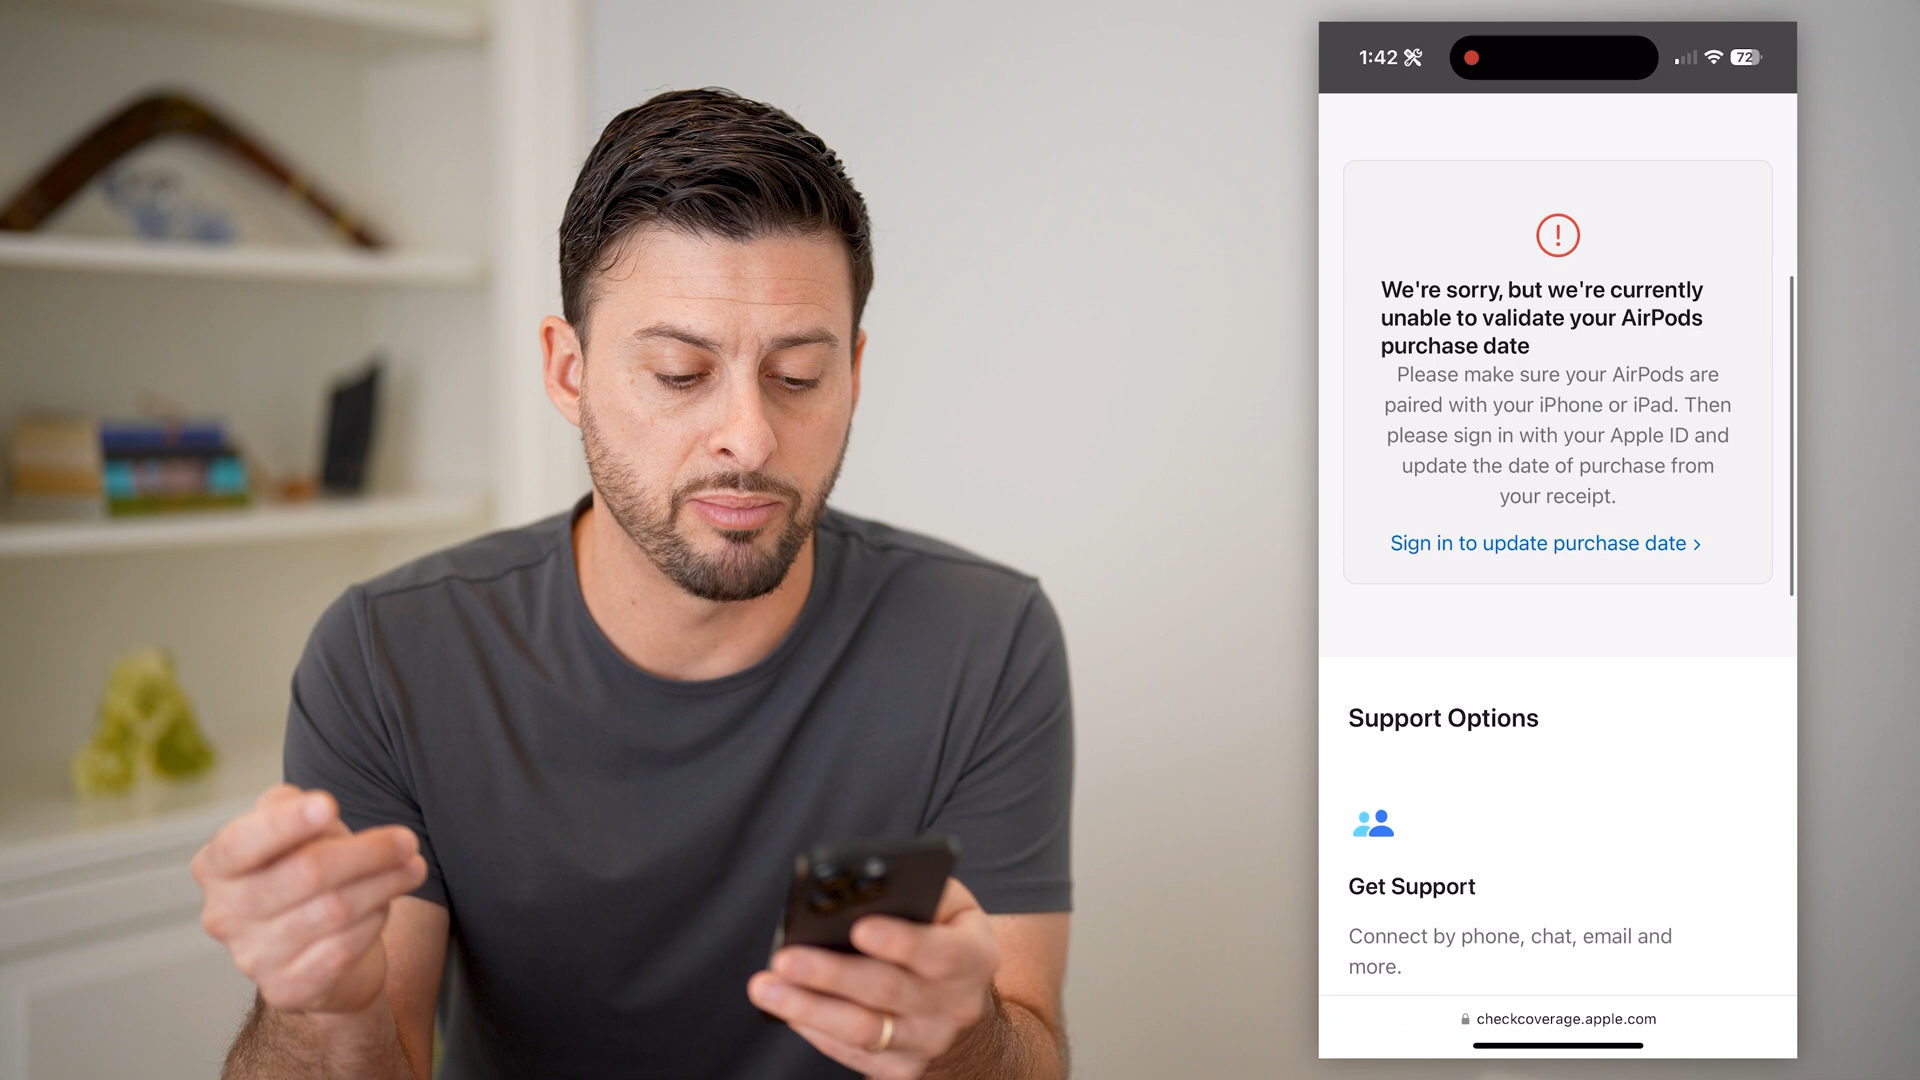 1:42
72
We're sorry, but we're currently
unable to validate your AirPods
purchase date
Please make sure your AirPods are
paired with your iPhone or iPad. Then
please sign in with your Apple ID and
update the date of purchase from
your receipt.
Sign in to update purchase date ›
Support Options
Get Support
Connect by phone, chat, email and
more.
checkcoverage.apple.com